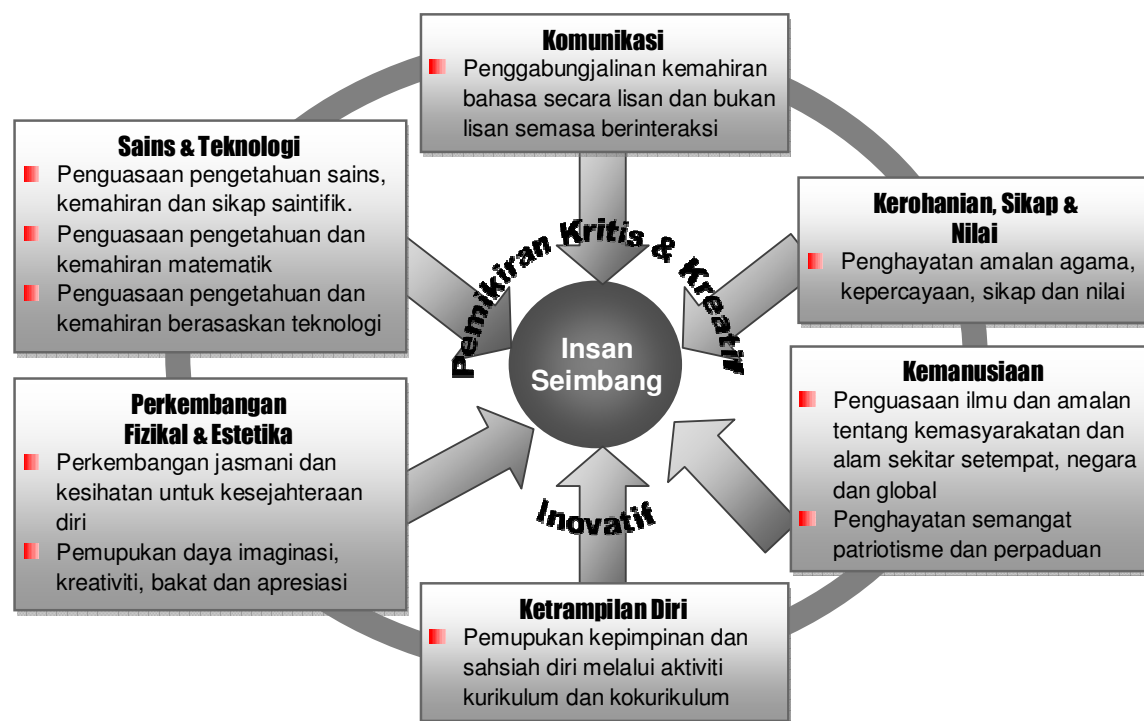 Komunikasi
Penggabungjalinan kemahiran
bahasa secara lisan dan bukan
lisan semasa berinteraksi
Sains & Teknologi
Penguasaan pengetahuan sains,
kemahiran dan sikap saintifik.
Penguasaan pengetahuan dan
kemahiran matematik
Penguasaan pengetahuan dan
kemahiran berasaskan teknologi
Kerohanian, Sikap &
Nilai
Penghayatan amalan agama,
kepercayaan, sikap dan nilai
Pemikiran Kritis & Kreatif
Insan
Seimbang
Inovatif
Perkembangan
Fizikal & Estetika
Perkembangan jasmani dan
kesihatan untuk kesejahteraan
diri
Pemupukan daya imaginasi,
kreativiti, bakat dan apresiasi
Kemanusiaan
Penguasaan ilmu dan amalan
tentang kemasyarakatan dan
alam sekitar setempat, negara
dan global
Penghayatan semangat
patriotisme dan perpaduan
Ketrampilan Diri
Pemupukan kepimpinan dan
sahsiah diri melalui aktiviti
kurikulum dan kokurikulum